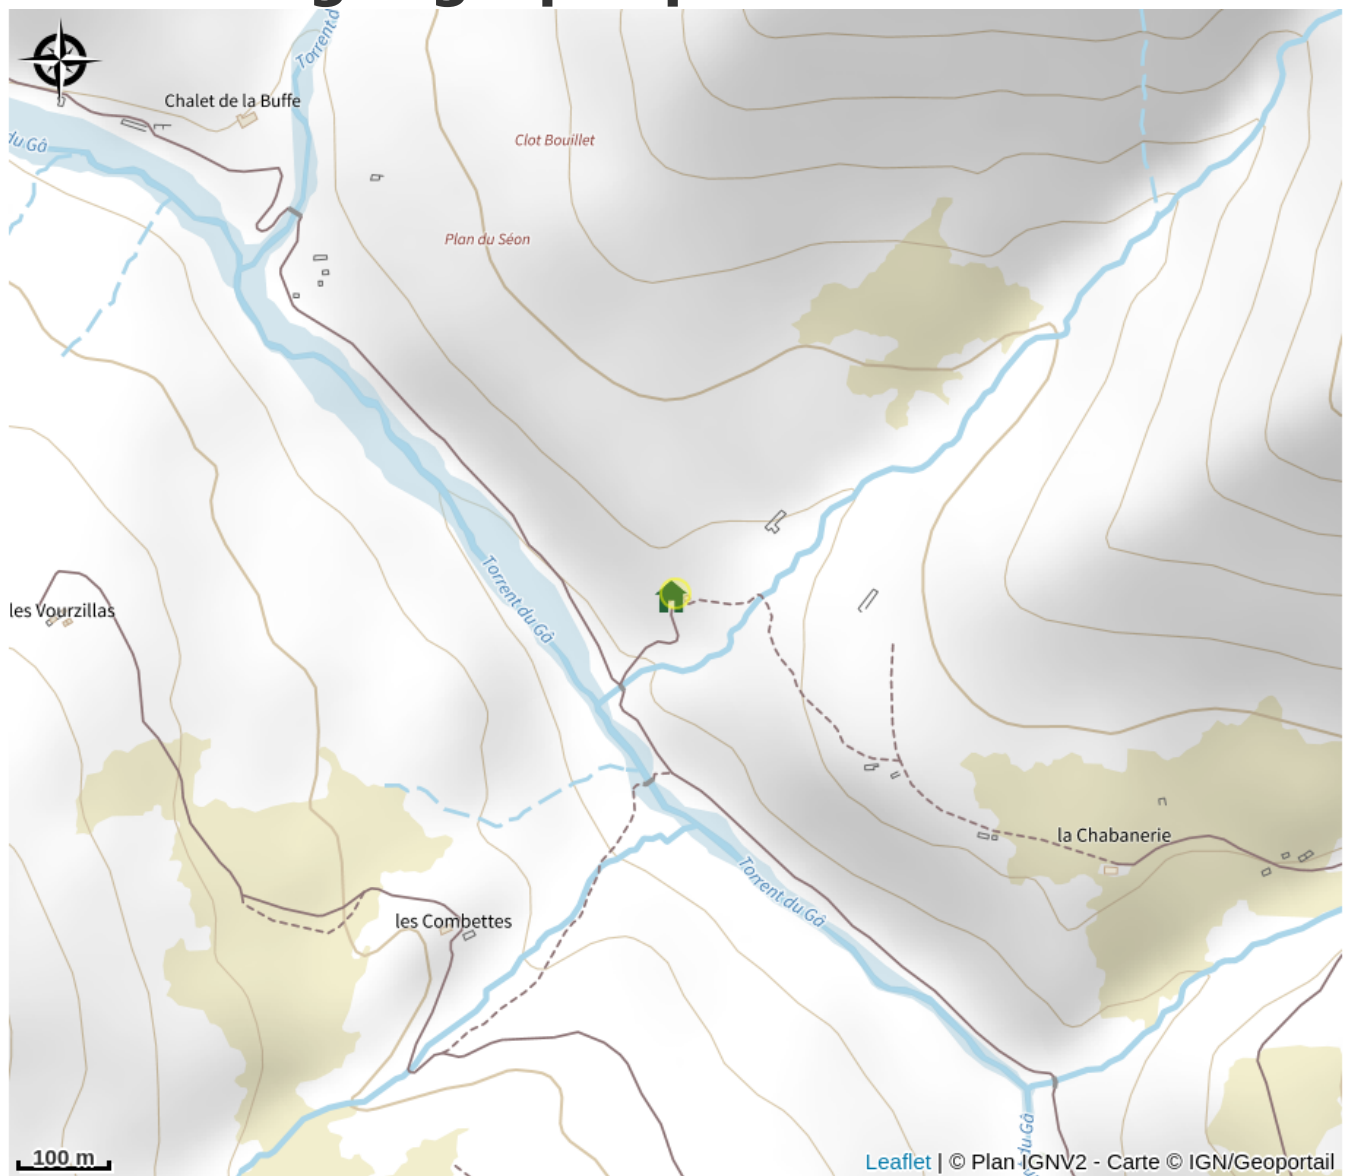 Torrent d
Chalet de la Buffe
du Gâ
Clot Bouillet
Plan du Séon
Torrent du Gâ
les Vourzillas
la Chabanerie
Torrent du Gâ
les Combettes
du Gâ
100 m
Leaflet | © Plan IGNV2 - Carte © IGN/Geoportail